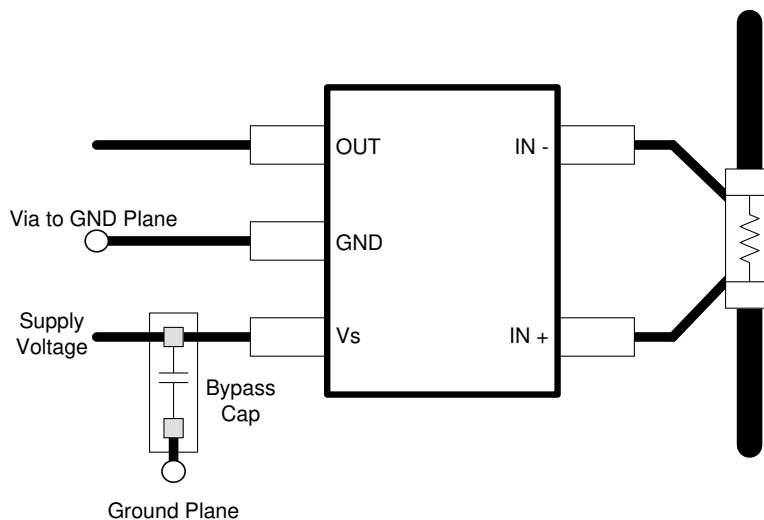 OUT
IN -
Via to GND Plane
GND
Supply
Voltage
Vs
IN +
Bypass
Cap
Ground Plane